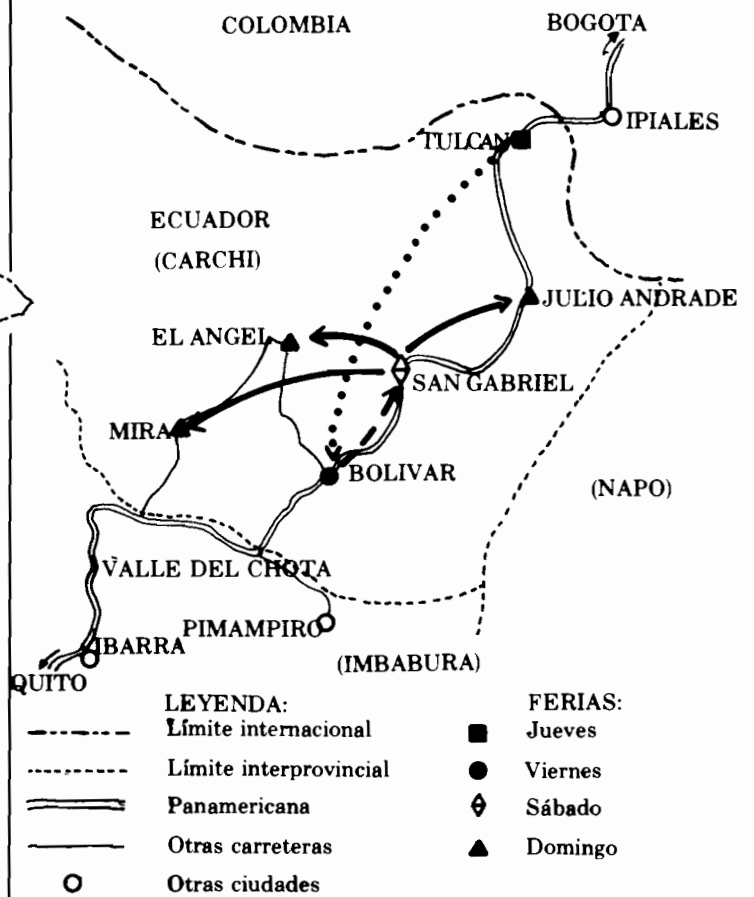 COLOMBIA
BOGOTA
IPIALES
TULCAN
ECUADOR
(CARCHI)
JULIO ANDRADE
EL ANGEL
SAN GABRIEL
MIRA
BOLIVAR
(NAPO)
VALLE DEL CHOTA
PIMAMPIRO
IBARRA
(IMBABURA)
QUITO
LEYENDA:
Límite internacional
Límite interprovincial
Panamericana
Otras carreteras
Otras ciudades
FERIAS:
Jueves
Viernes
Sábado
Domingo